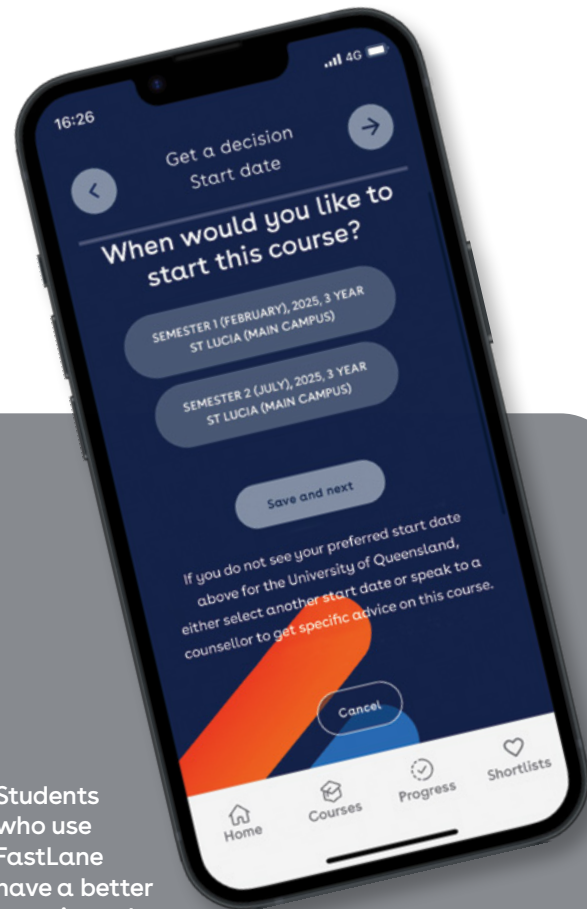 16:26
4G
Get a decision
Start date
When would you like to
start this course?
SEMESTER 1 (FEBRUARY), 2025, 3 YEAR
ST LUCIA (MAIN CAMPUS)
SEMESTER 2 (JULY), 2025, 3 YEAR
ST LUCIA (MAIN CAMPUS)
Save and next
If you do not see your preferred start date
above for the University of Queensland,
either select another start date or speak to a
counsellor to get specific advice on this course.
Cancel
Home
Courses
Progress
Shortlists
Students
who use
FastLane
have a better